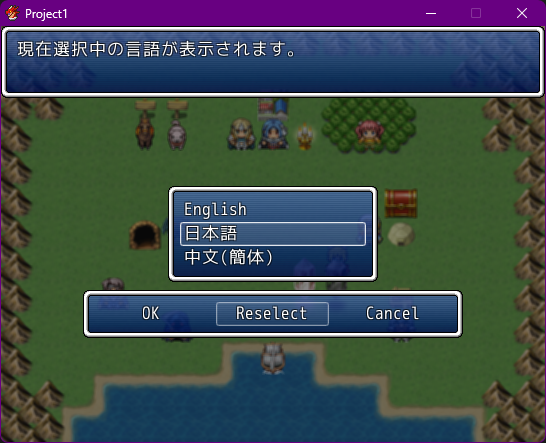 Project1
現在選択中の言語が表示されます。
English
日本語
中文(簡体)
OK Reselect Cancel